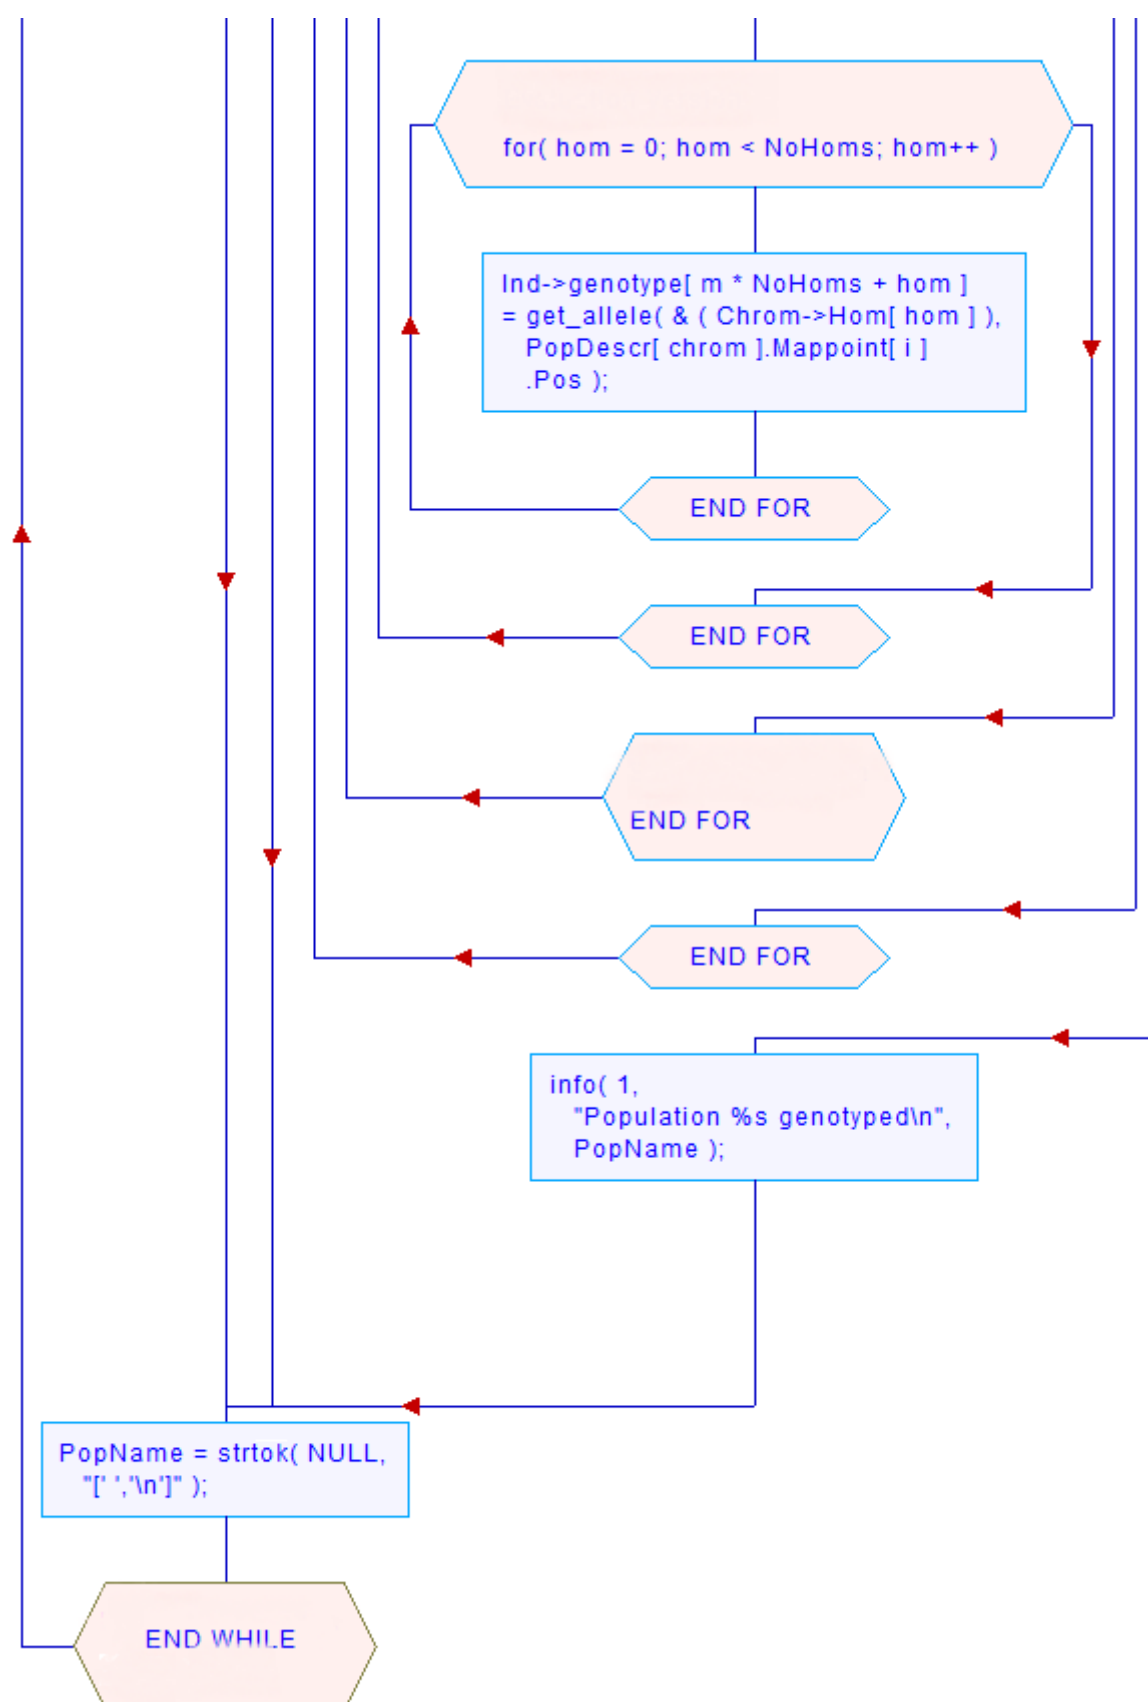 for( hom = 0; hom < NoHoms; hom++ )
Ind->genotype[ m * NoHoms + hom ]
= get_allele( & ( Chrom->Hom[ hom ] ),
PopDescr[ chrom ].Mappoint[ i ]
.Pos );
END FOR
END FOR
END FOR
END FOR
info( 1,
"Population %s genotyped\n",
PopName );
PopName = strtok( NULL,
"[' ','\n']" );
END WHILE